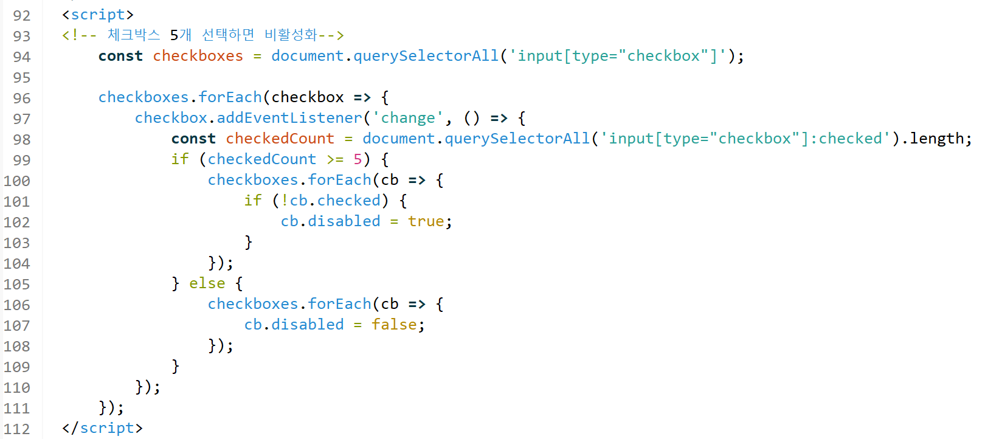 92 <script>
93 <!-- 체크박스 5개 선택하면 비활성화-->
94     const checkboxes = document.querySelectorAll('input[type="checkbox"]');
95
96     checkboxes.forEach(checkbox => {
97         checkbox.addEventListener('change', () => {
98             const checkedCount = document.querySelectorAll('input[type="checkbox"]:checked').length;
99             if (checkedCount >= 5) {
100                 checkboxes.forEach(cb => {
101                     if (!cb.checked) {
102                         cb.disabled = true;
103                     }
104                 });
105             } else {
106                 checkboxes.forEach(cb => {
107                     cb.disabled = false;
108                 });
109             }
110         });
111     });
112 </script>